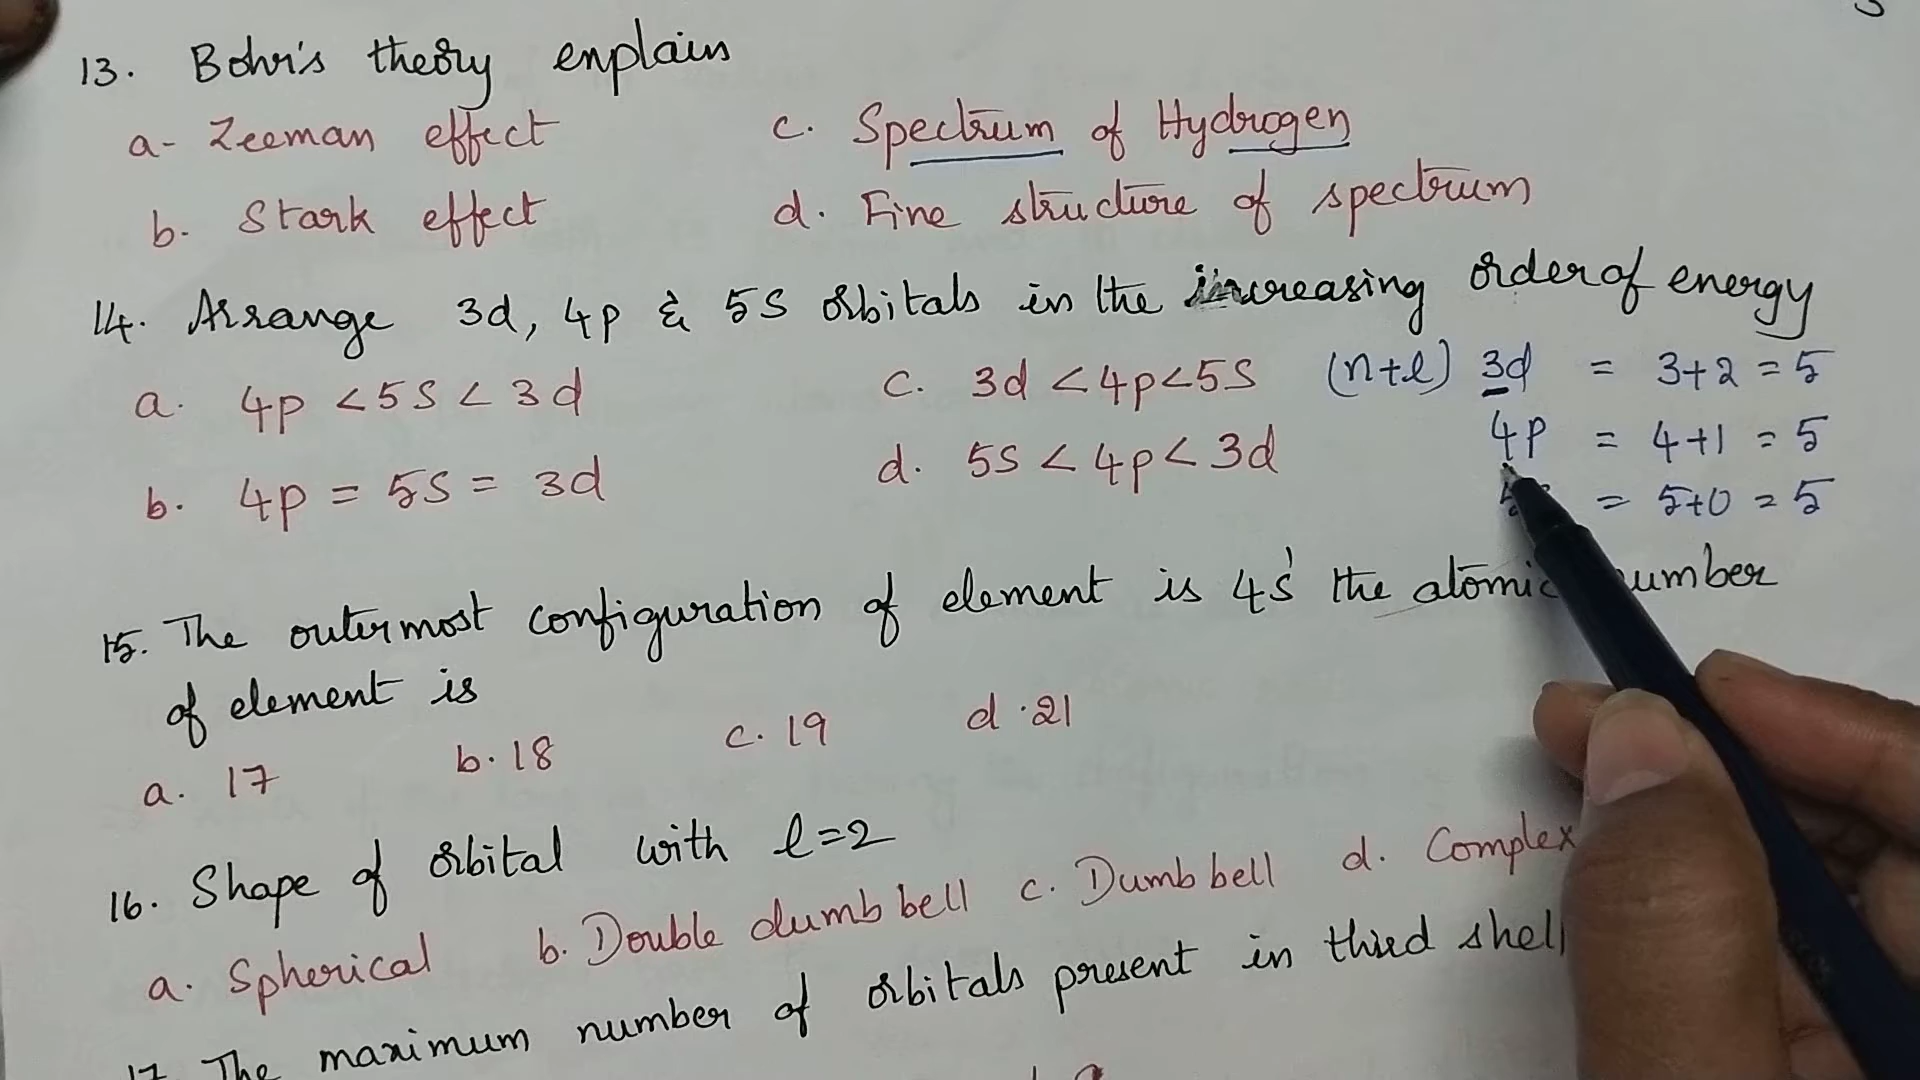 13. Bohr's theory explain
a- Zeeman effect c. Spectrum of Hydrogen
b. Stark effect d. Fine structure of spectrum
14. Arrange 3d, 4p & 5S orbitals in the increasing order of energy
a. 4p < 5S < 3d c. 3d < 4p < 5S (n+l) 3d = 3+2 = 5
4p = 4+1 = 5
b. 4p = 5S = 3d d. 5S < 4p < 3d = 5+0 = 5
15. The outermost configuration of element is 4s¹ the atomic number
of element is
a. 17 b. 18 c. 19 d. 21
16. Shape of orbital with l=2
a. Spherical b. Double dumb bell c. Dumb bell d. Complex
17. The maximum number of orbitals present in third shell